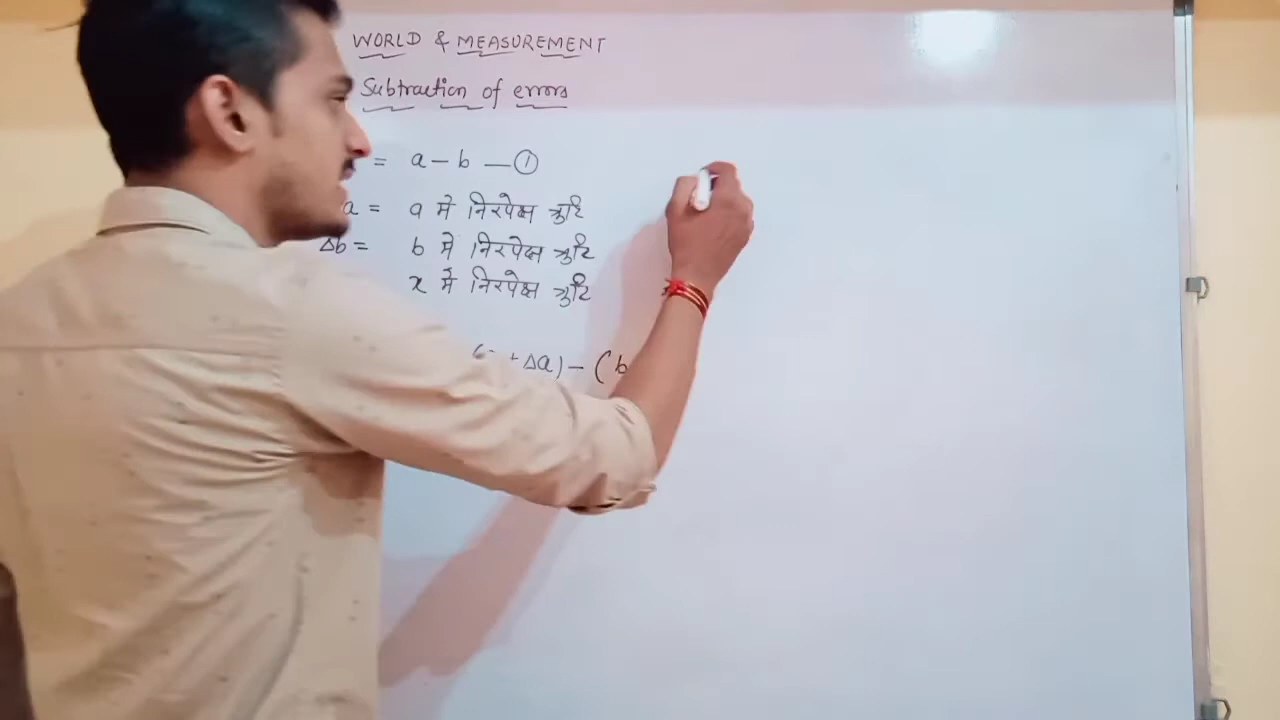 WORLD & MEASUREMENT
Subtraction of errors
= a – b — ①
a = a में निरपेक्ष त्रुटि
Δb = b में निरपेक्ष त्रुटि
x में निरपेक्ष त्रुटि
+ Δa) – (b